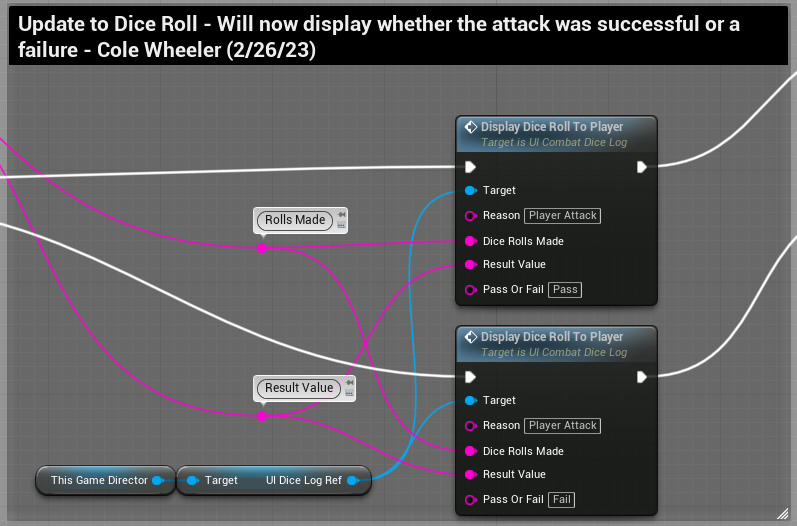 Update to Dice Roll - Will now display whether the attack was successful or a
failure - Cole Wheeler (2/26/23)
Display Dice Roll To Player
Target is UI Combat Dice Log
Target
Reason Player Attack
Dice Rolls Made
Result Value
Pass Or Fail Pass
Rolls Made
Display Dice Roll To Player
Target is UI Combat Dice Log
Target
Reason Player Attack
Dice Rolls Made
Result Value
Pass Or Fail Fail
Result Value
This Game Director
Target UI Dice Log Ref